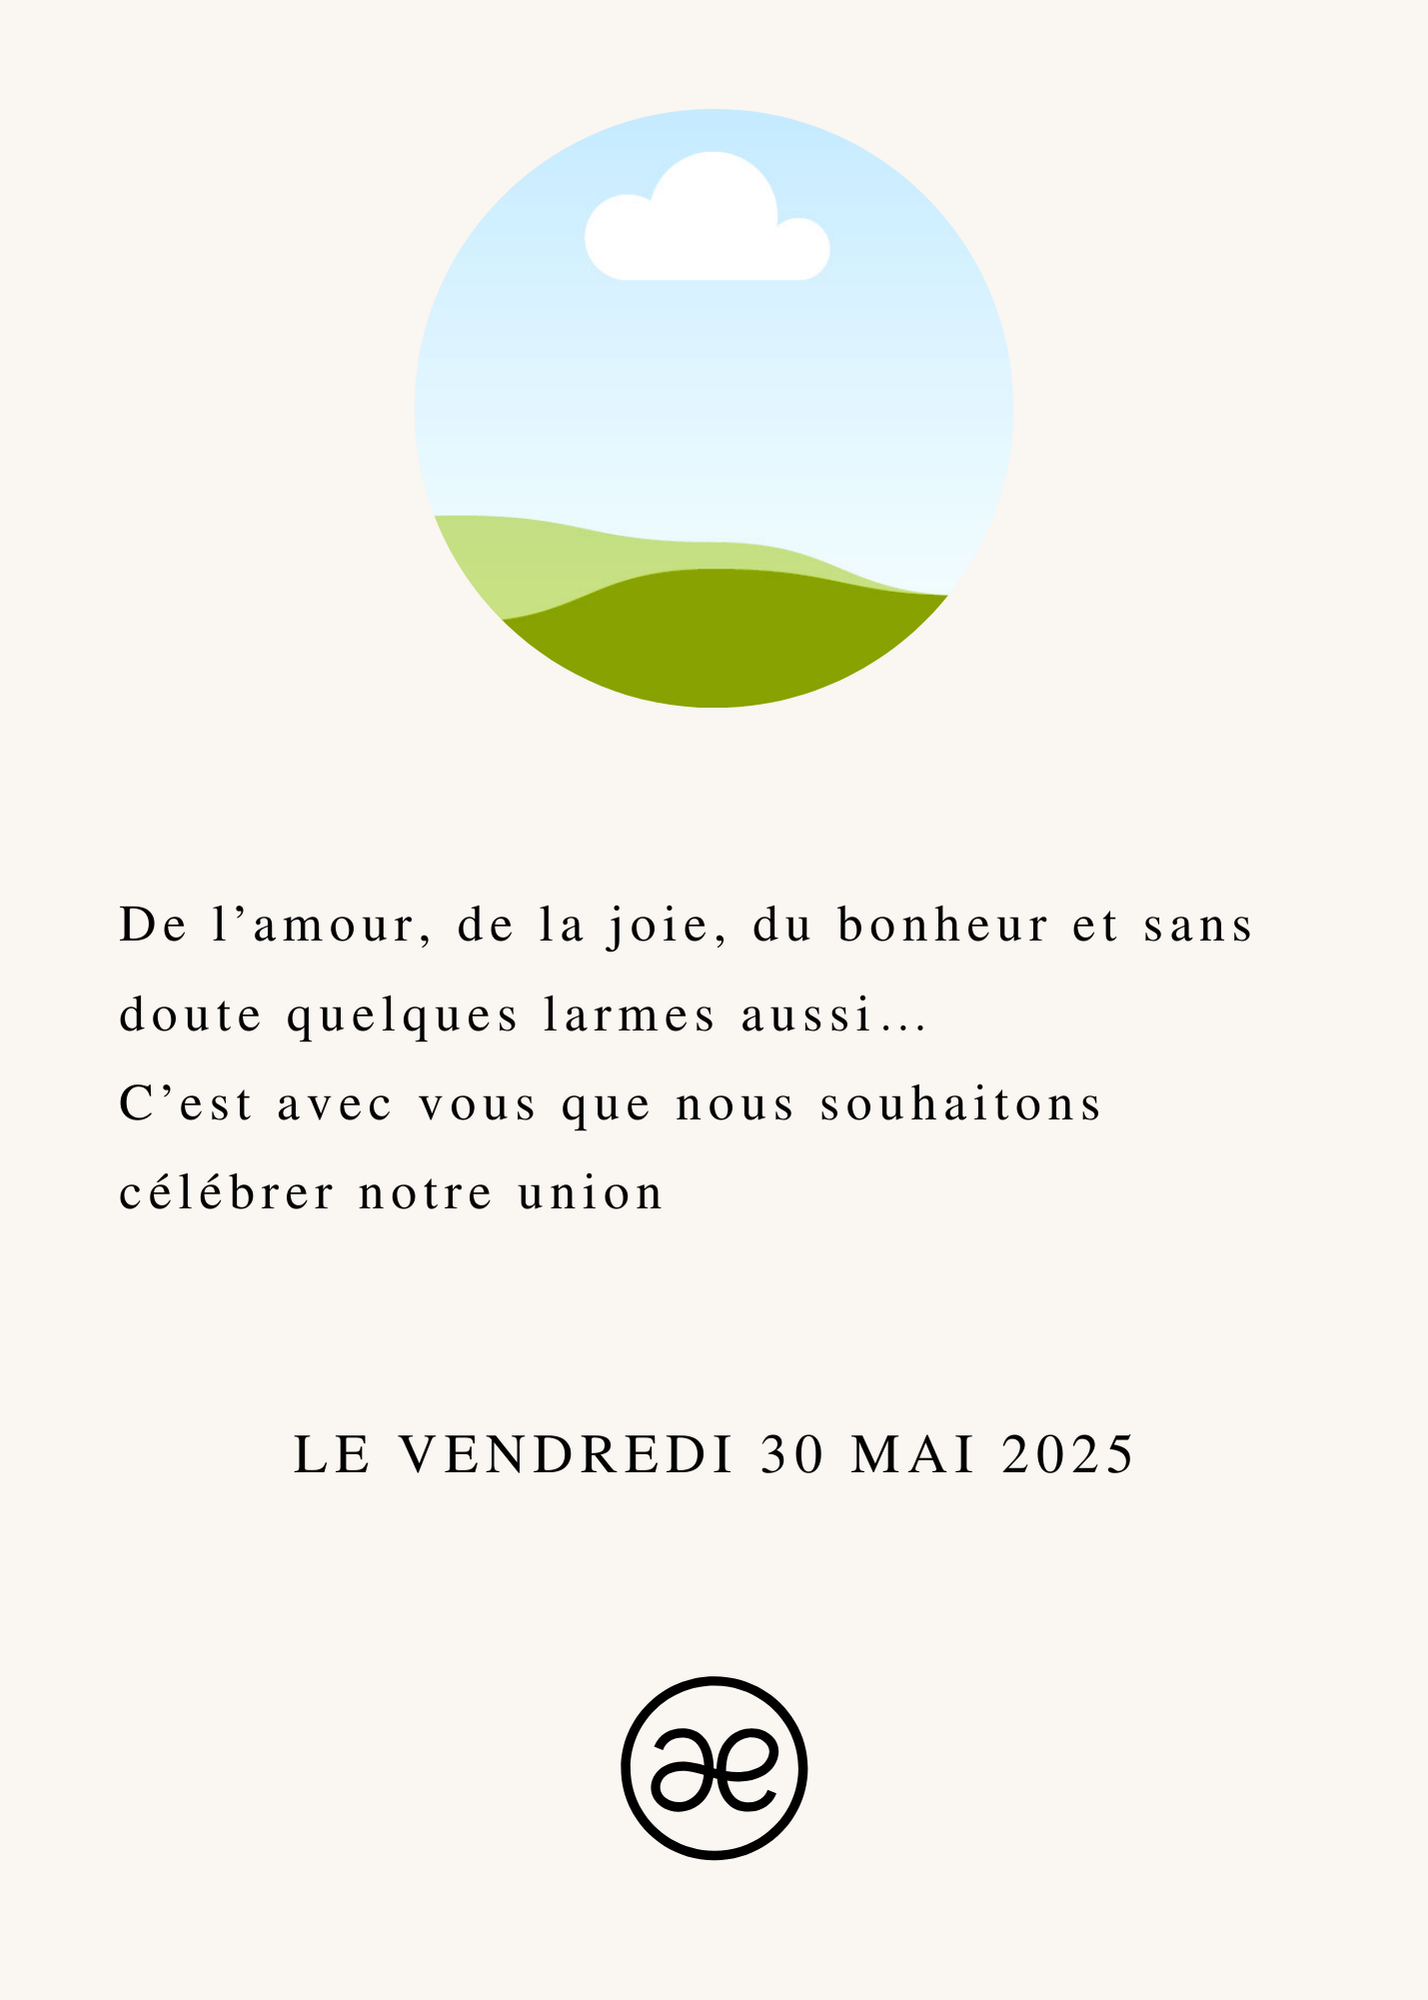 De l’amour, de la joie, du bonheur et sans
doute quelques larmes aussi…
C’est avec vous que nous souhaitons
célébrer notre union
LE VENDREDI 30 MAI 2025
æ